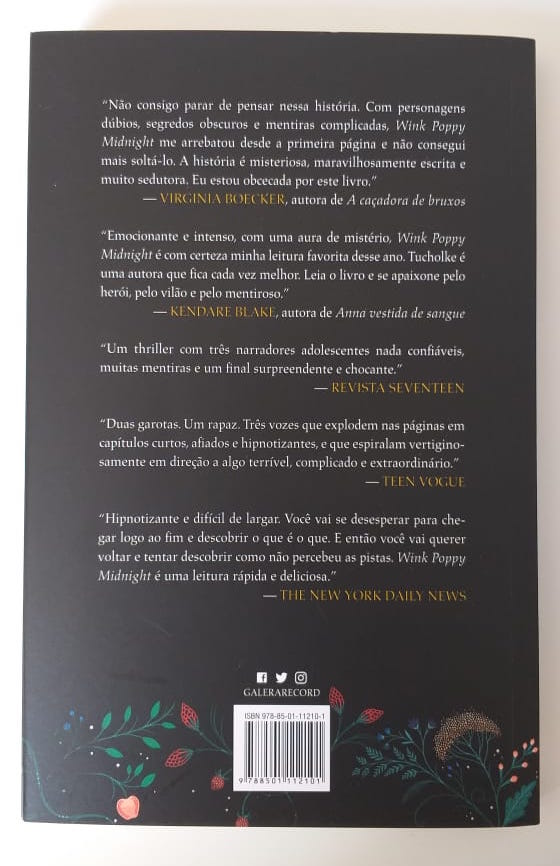 “Não consigo parar de pensar nessa história. Com personagens
dúbios, segredos obscuros e mentiras complicadas, Wink Poppy
Midnight me arrebatou desde a primeira página e não consegui
mais soltá-lo. A história é misteriosa, maravilhosamente escrita e
muito sedutora. Eu estou obcecada por este livro.”
— VIRGINIA BOECKER, autora de A caçadora de bruxos
“Emocionante e intenso, com uma aura de mistério, Wink Poppy
Midnight é com certeza minha leitura favorita desse ano. Tucholke é
uma autora que fica cada vez melhor. Leia o livro e se apaixone pelo
herói, pelo vilão e pelo mentiroso.”
— KENDARE BLAKE, autora de Anna vestida de sangue
“Um thriller com três narradores adolescentes nada confiáveis,
muitas mentiras e um final surpreendente e chocante.”
— REVISTA SEVENTEEN
“Duas garotas. Um rapaz. Três vozes que explodem nas páginas em
capítulos curtos, afiados e hipnotizantes, e que espiralam vertigino-
samente em direção a algo terrível, complicado e extraordinário.”
— TEEN VOGUE
“Hipnotizante e difícil de largar. Você vai se desesperar para che-
gar logo ao fim e descobrir o que é o que. E então você vai querer
voltar e tentar descobrir como não percebeu as pistas. Wink Poppy
Midnight é uma leitura rápida e deliciosa.”
— THE NEW YORK DAILY NEWS
GALERARECORD
ISBN 978-85-01-11210-1
9 788501 112101